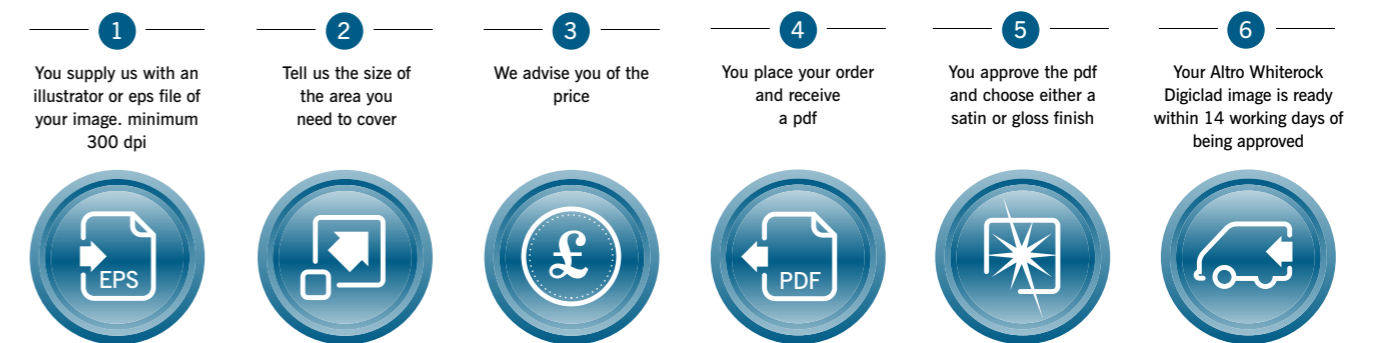 1
You supply us with an
illustrator or eps file of
your image. minimum
300 dpi
2
Tell us the size of
the area you
need to cover
3
We advise you of the
price
4
You place your order
and receive
a pdf
5
You approve the pdf
and choose either a
satin or gloss finish
6
Your Altro Whiterock
Digiclad image is ready
within 14 working days of
being approved
EPS
£
PDF